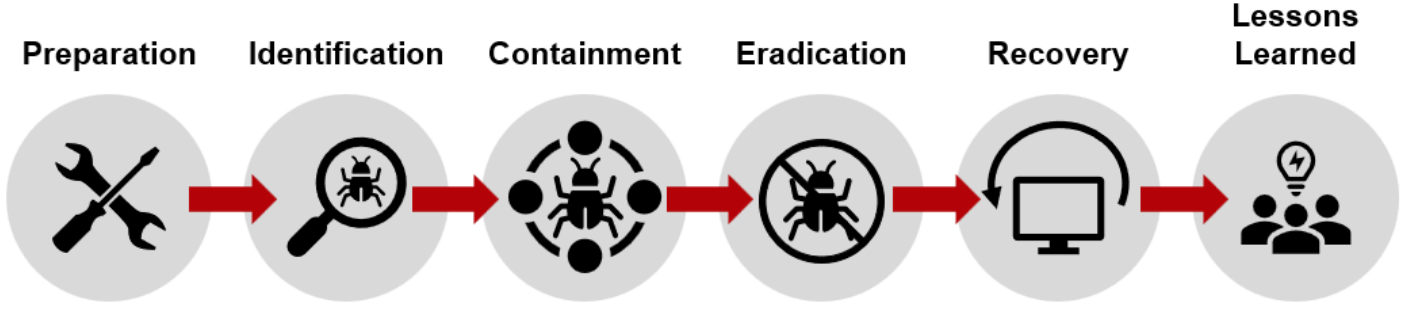 Preparation
Identification
Containment
Eradication
Recovery
Lessons
Learned